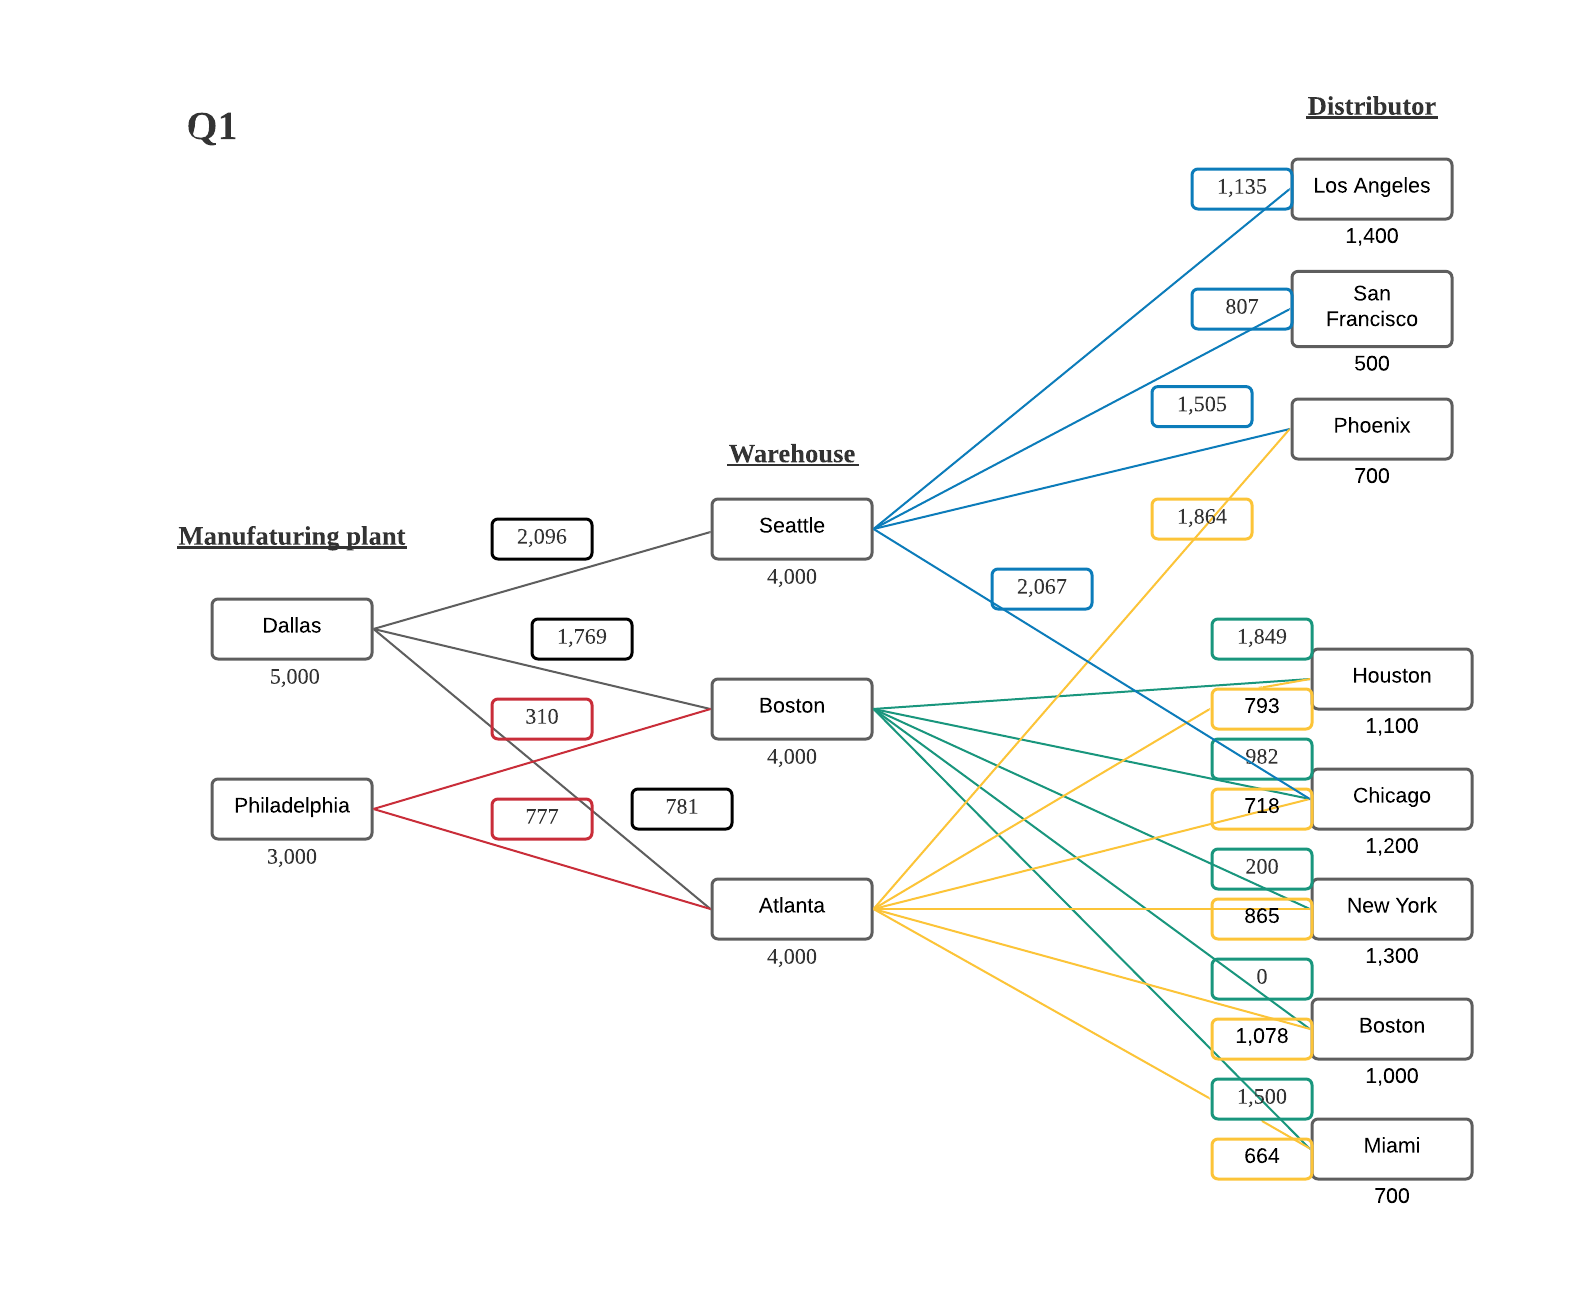 Q1
Distributor
1,135
Los Angeles
1,400
807
San
Francisco
500
1,505
Phoenix
700
Warehouse
1,864
Manufaturing plant
2,096
Seattle
4,000
2,067
Dallas
5,000
1,769
1,849
Houston
1,100
310
Boston
4,000
793
982
Philadelphia
3,000
777
781
718
Chicago
1,200
200
Atlanta
4,000
865
New York
1,300
0
1,078
Boston
1,000
1,500
664
Miami
700